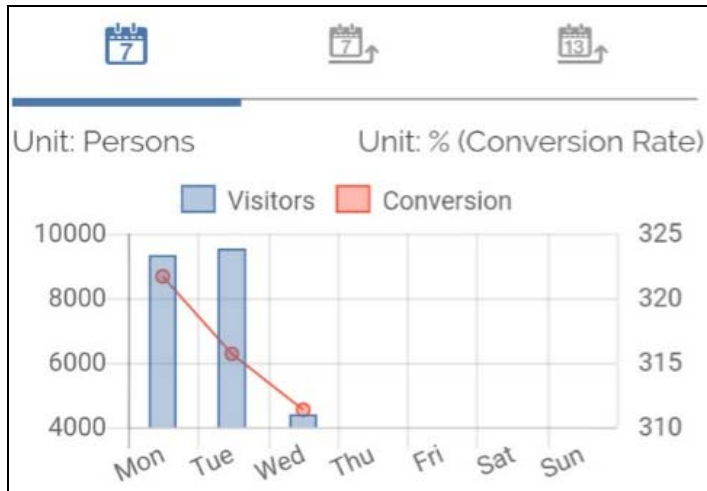 7 7 13
Unit: Persons Unit: % (Conversion Rate)
Visitors Conversion
10000 325
8000 320
6000 315
4000 310
Mon Tue Wed Thu Fri Sat Sun